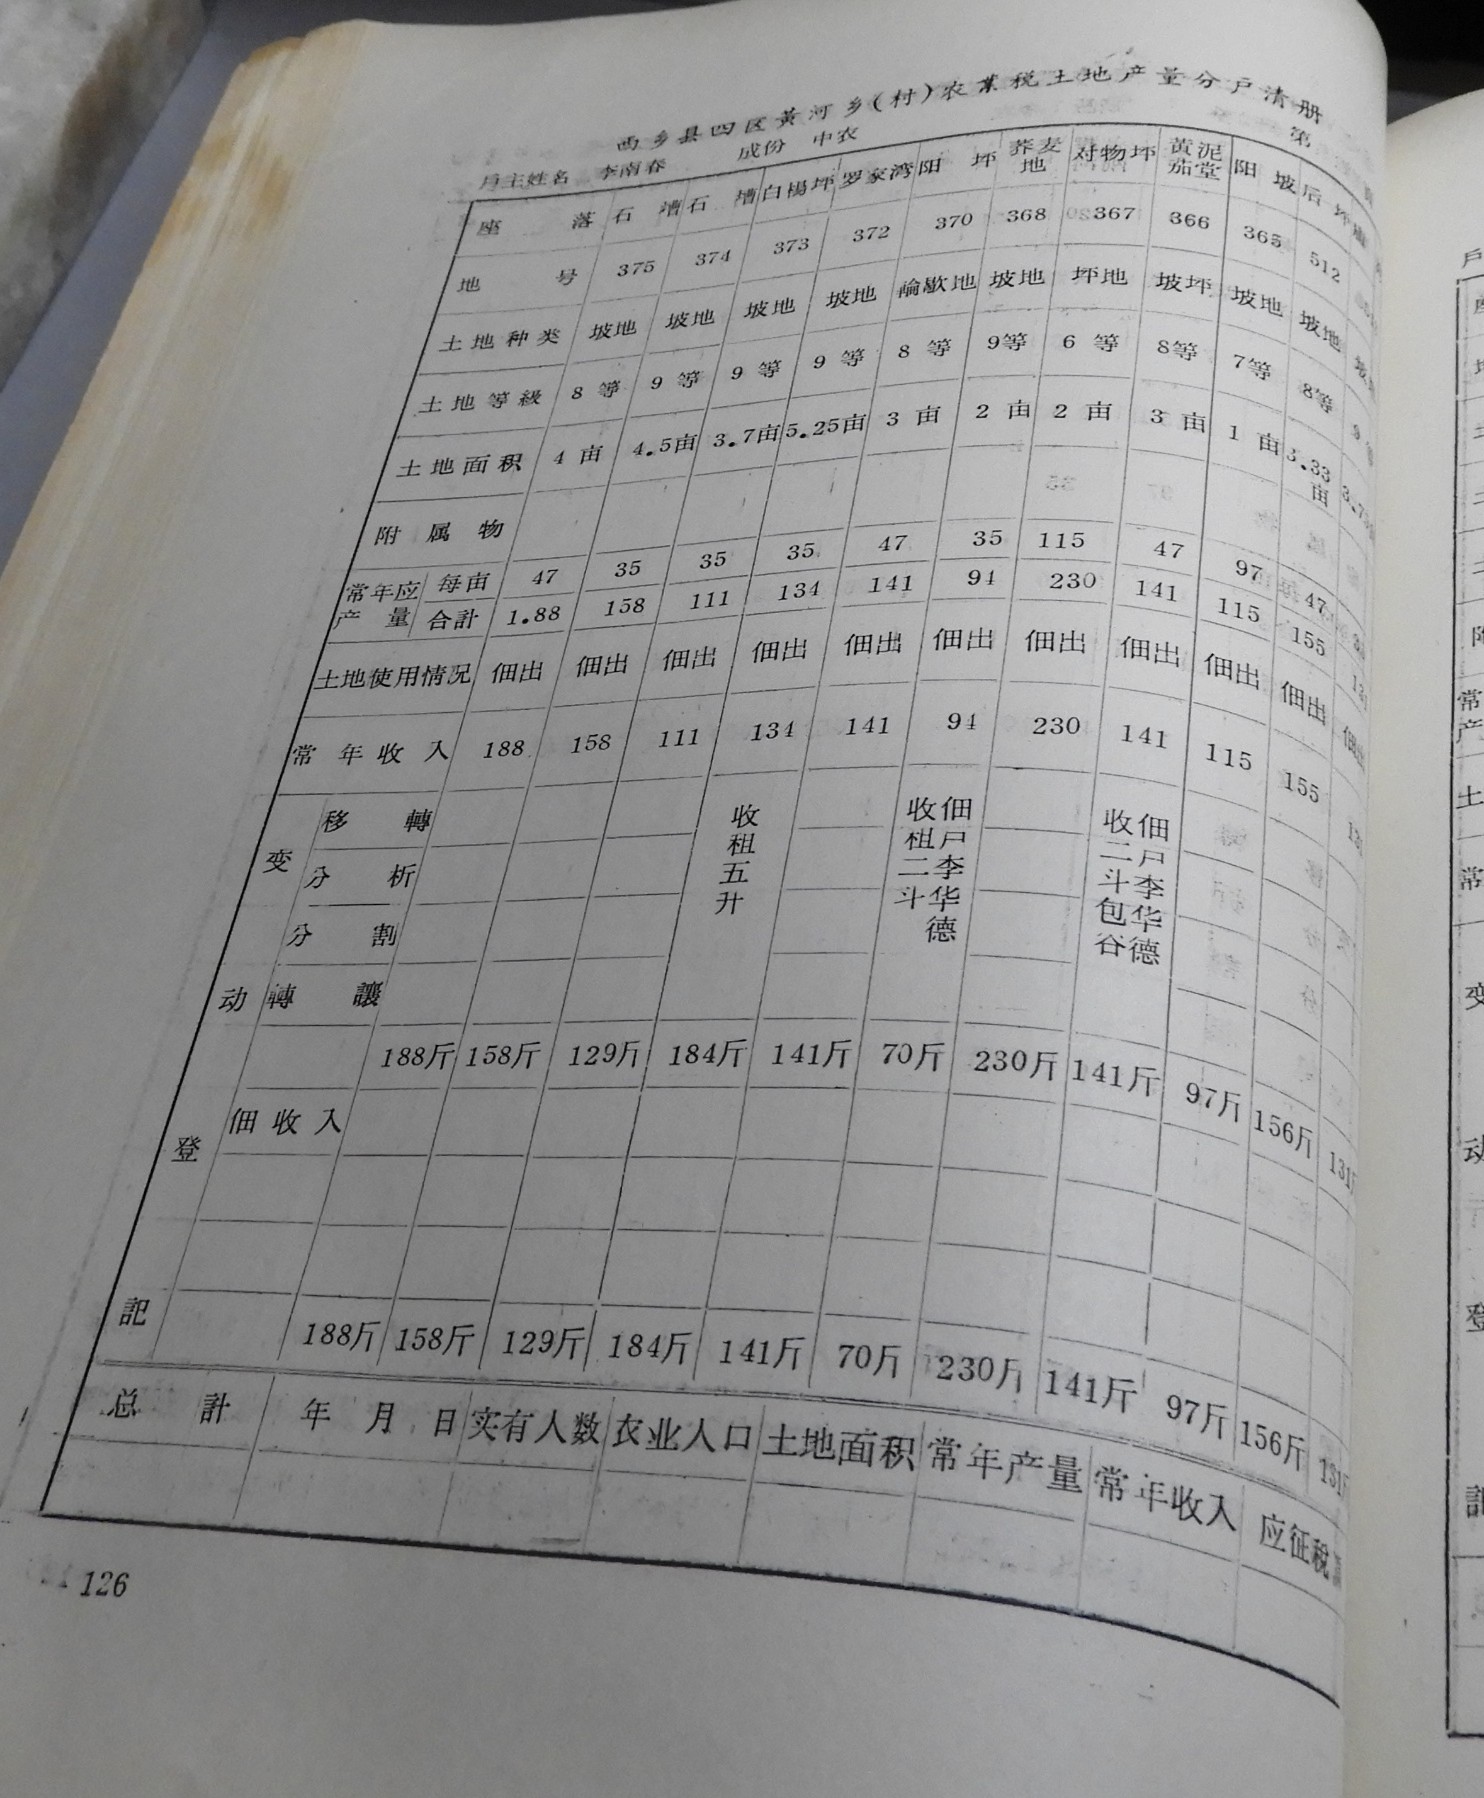 西乡县四区黄河乡(村)农业税土地产量分户清册
户主姓名 李南春 成份 中农 第
座落 石槽 石槽 白楊坪 罗家湾 阳坪 荞麦地 对物坪 黄泥茄堂 阳坡 后坪
地号 375 374 373 372 370 368 367 366 365 512
土地种类 坡地 坡地 坡地 坡地 輪歇地 坡地 坪地 坡坪 坡地 坡地
土地等級 8等 9等 9等 9等 8等 9等 6等 8等 7等 8等 9
土地面积 4亩 4.5亩 3.7亩 5.25亩 3亩 2亩 2亩 3亩 1亩 3.33亩
附属物
常年应产量 每亩 47 35 35 35 47 35 115 47 97 47
合計 1.88 158 111 134 141 94 230 141 115 155
土地使用情况 佃出 佃出 佃出 佃出 佃出 佃出 佃出 佃出 佃出 佃出 佃出
常年收入 188 158 111 134 141 94 230 141 115 155
变动登記
移轉
分析
分割
轉讓
收租五升
佃戸李华德
收租二斗
佃戸李华德
收二斗包谷
188斤 158斤 129斤 184斤 141斤 70斤 230斤 141斤 97斤 156斤 131
佃收入
188斤 158斤 129斤 184斤 141斤 70斤 230斤 141斤 97斤 156斤 131
总計 年月日 实有人数 农业人口 土地面积 常年产量 常年收入 应征税
126